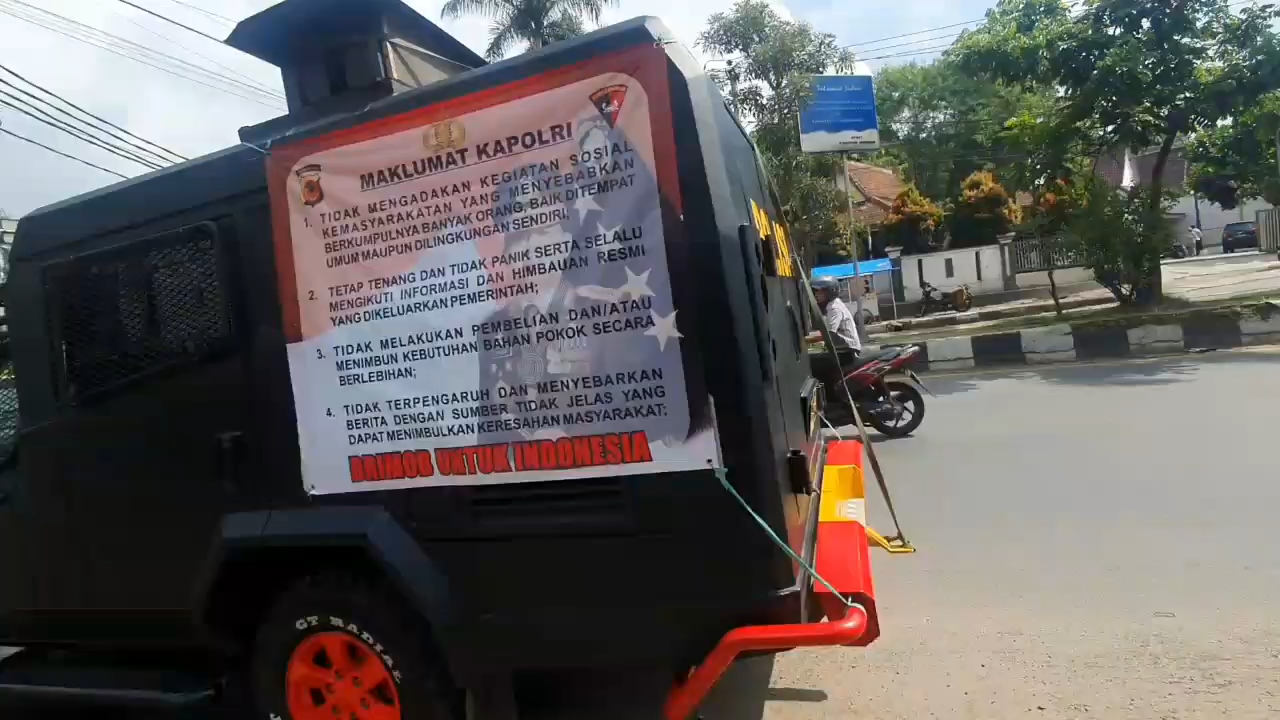 MAKLUMAT KAPOLRI
1. TIDAK MENGADAKAN KEGIATAN SOSIAL
KEMASYARAKATAN YANG MENYEBABKAN
BERKUMPULNYA BANYAK ORANG, BAIK DITEMPAT
UMUM MAUPUN DILINGKUNGAN SENDIRI;
2. TETAP TENANG DAN TIDAK PANIK SERTA SELALU
MENGIKUTI INFORMASI DAN HIMBAUAN RESMI
YANG DIKELUARKAN PEMERINTAH;
3. TIDAK MELAKUKAN PEMBELIAN DAN/ATAU
MENIMBUN KEBUTUHAN BAHAN POKOK SECARA
BERLEBIHAN;
4. TIDAK TERPENGARUH DAN MENYEBARKAN
BERITA DENGAN SUMBER TIDAK JELAS YANG
DAPAT MENIMBULKAN KERESAHAN MASYARAKAT;
BRIMOB UNTUK INDONESIA
GT RADIAL
Selamat Jalan